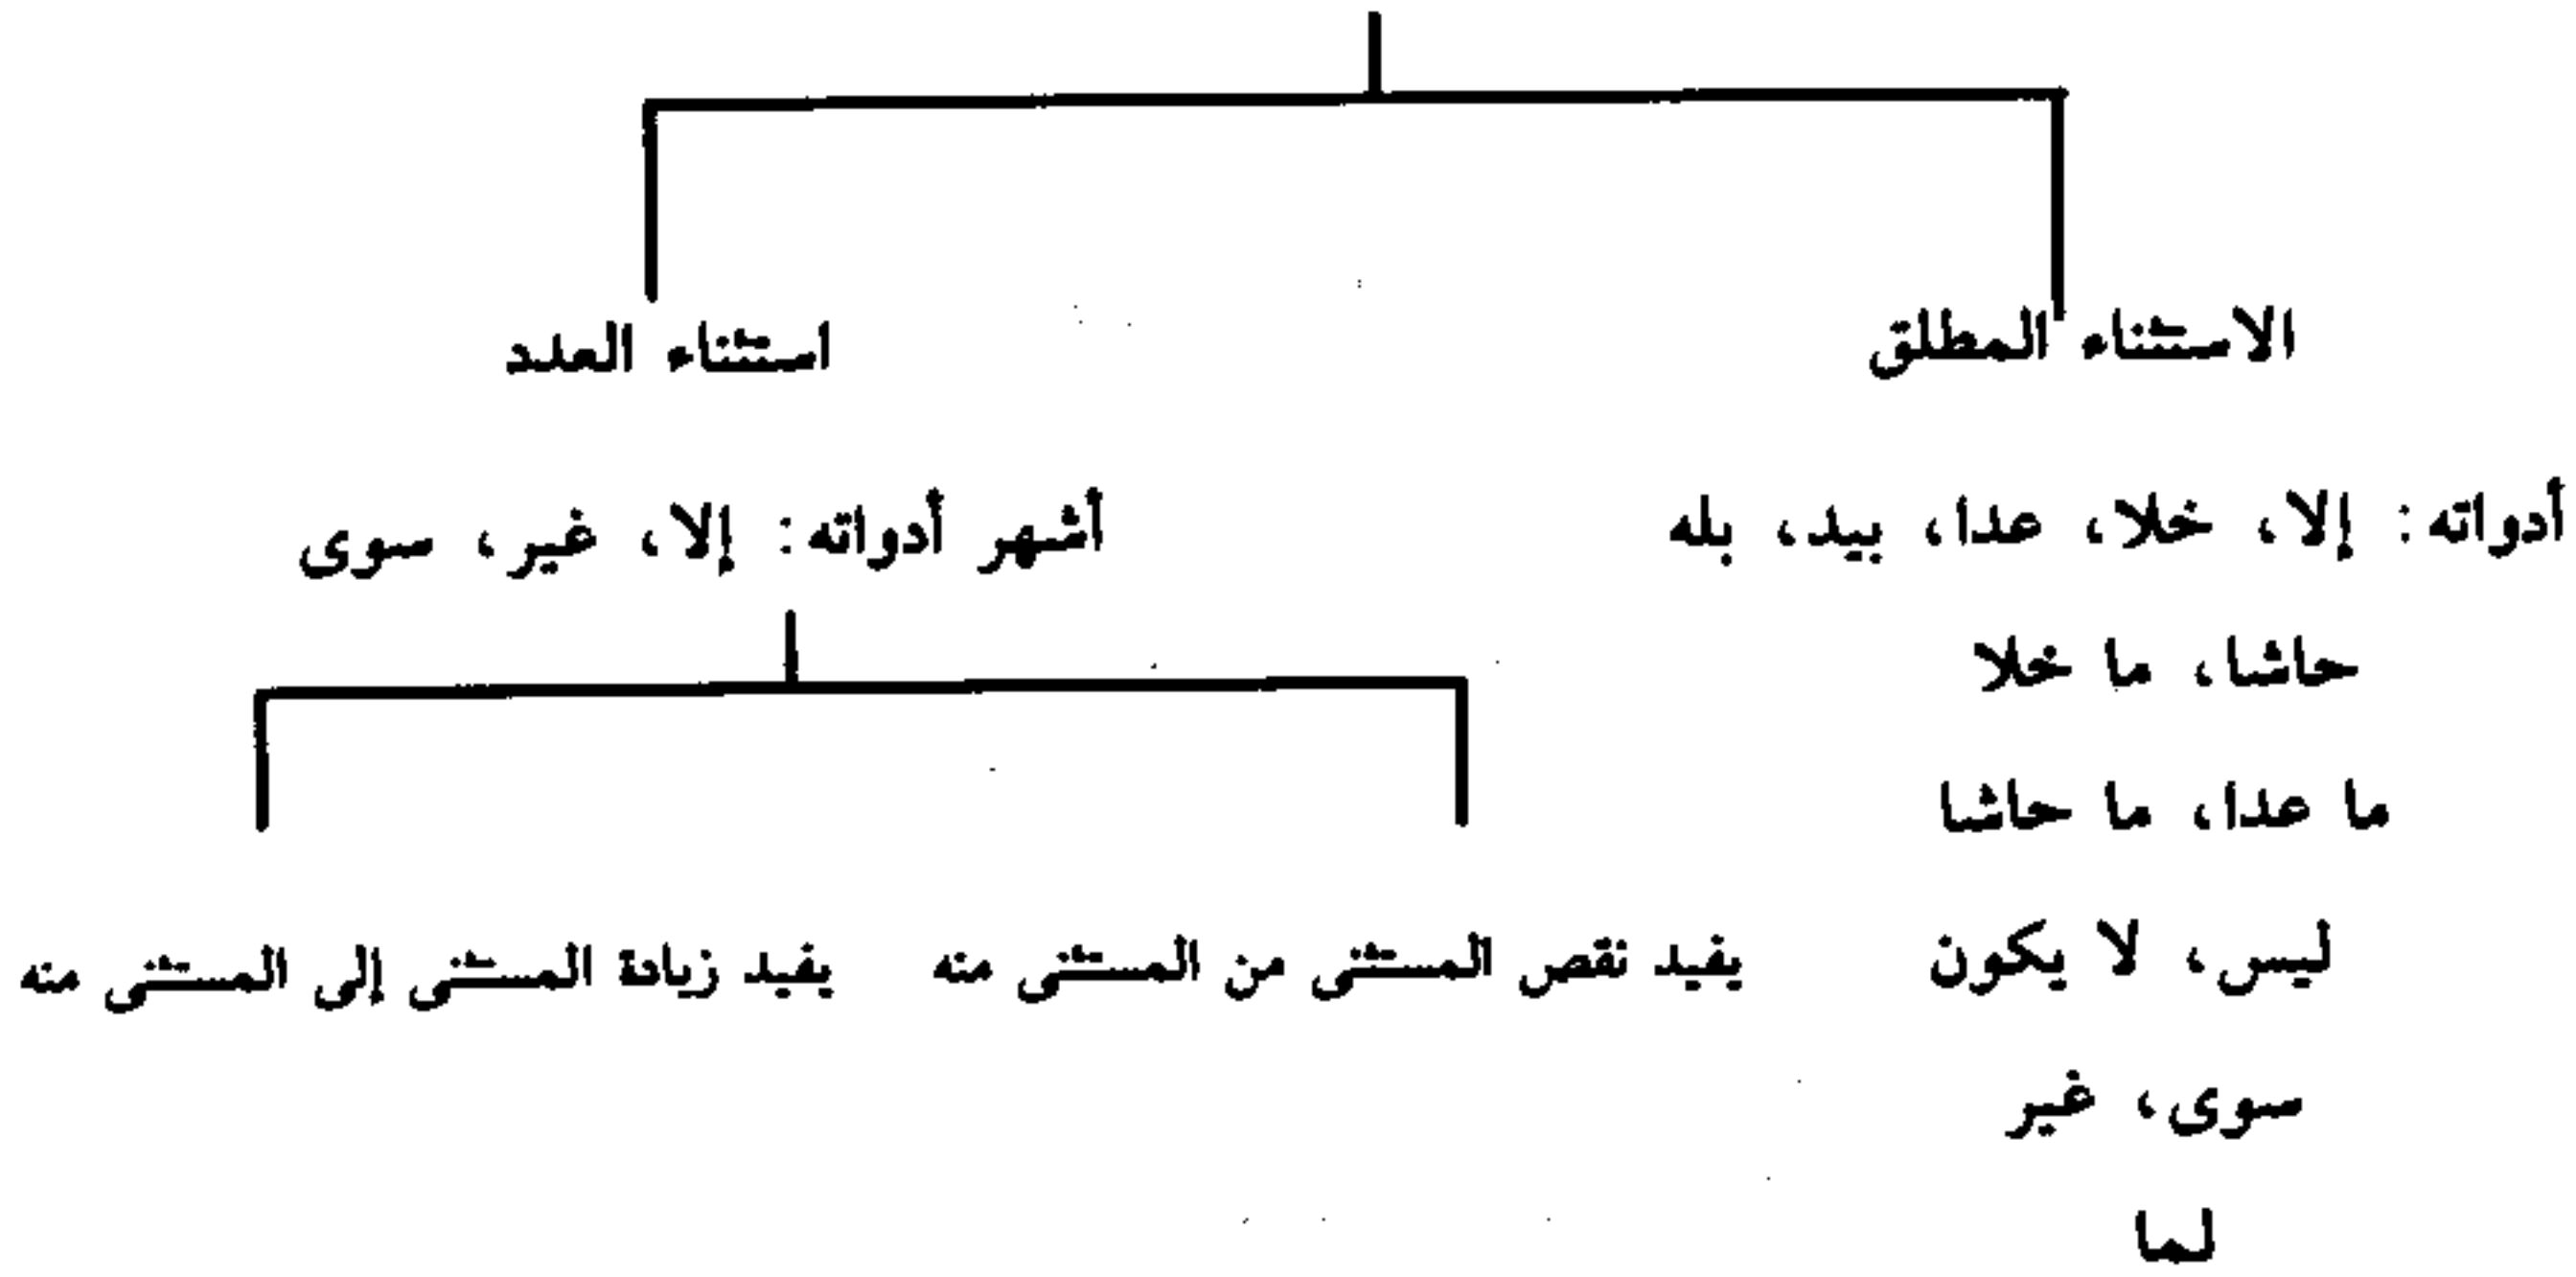 الاستثناء المطلق
استثناء العدد
أدواته: إلا، خلا، عدا، بيد، بله
حاشا، ما خلا
ما عدا، ما حاشا
ليس، لا يكون
سوى، غير
لما
أشهر أدواته: إلا، غير، سوى
يفيد نقص المستثنى من المستثنى منه
يفيد زيادة المستثنى إلى المستثنى منه